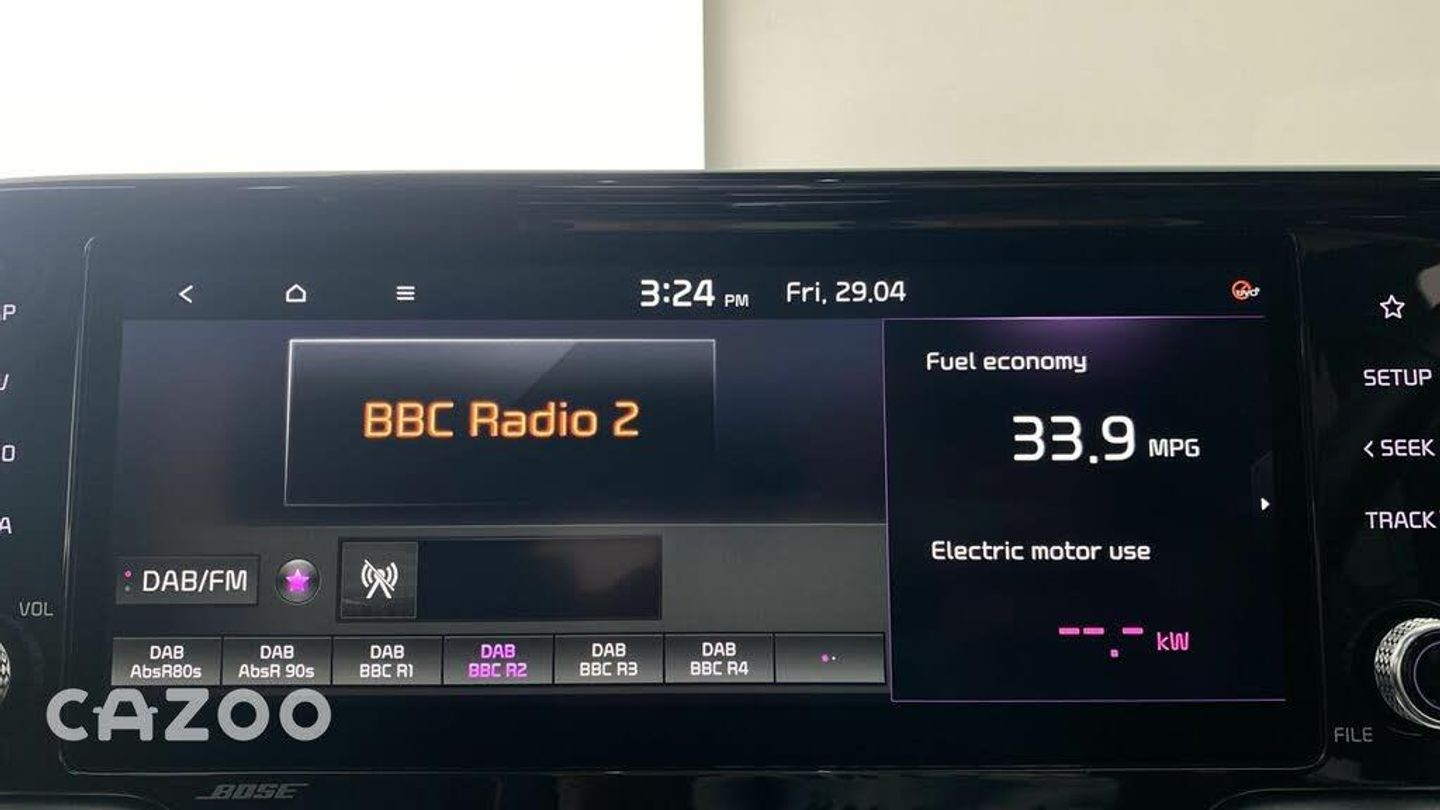 3:24 PM Fri, 29.04
UVO
Fuel economy
BBC Radio 2
33.9 MPG
SETUP
SEEK
TRACK
Electric motor use
--.- kW
DAB/FM
VOL
DAB DAB DAB DAB DAB DAB
AbsR80s AbsR 90s BBC R1 BBC R2 BBC R3 BBC R4
CAZOO
FILE
BOSE